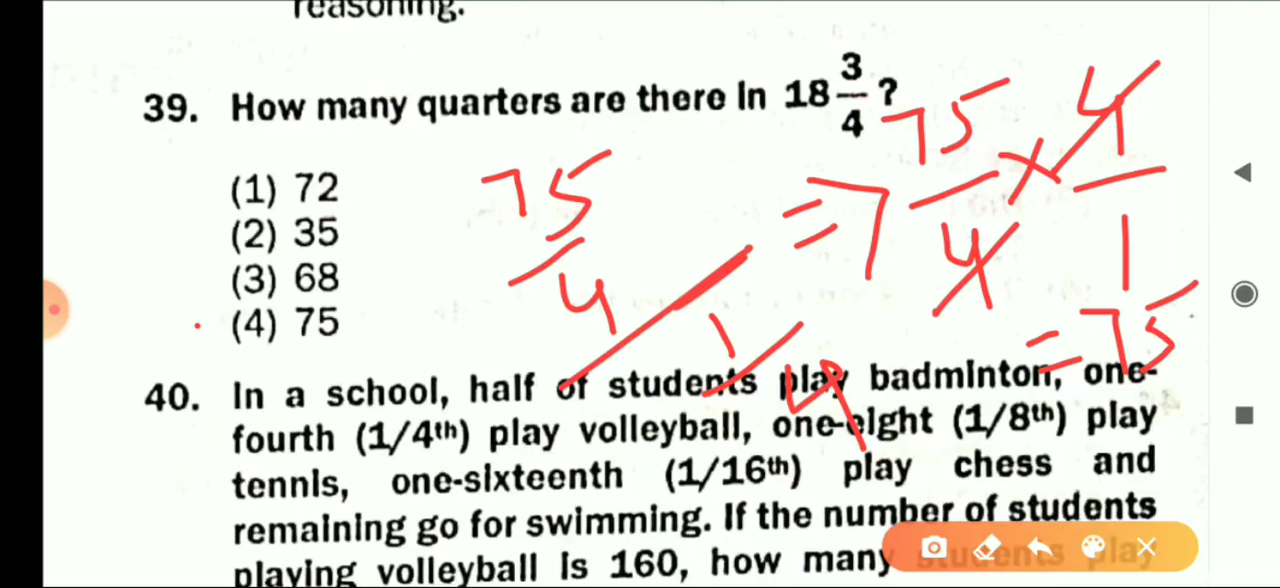 reasoning.
39. How many quarters are there in 18 3/4 ?
(1) 72
(2) 35
(3) 68
(4) 75
75/4 / 1/4 = 75/4 × 4/1 = 75
40. In a school, half of students play badminton, one-
fourth (1/4th) play volleyball, one-eight (1/8th) play
tennis, one-sixteenth (1/16th) play chess and
remaining go for swimming. If the number of students
playing volleyball is 160, how many students play